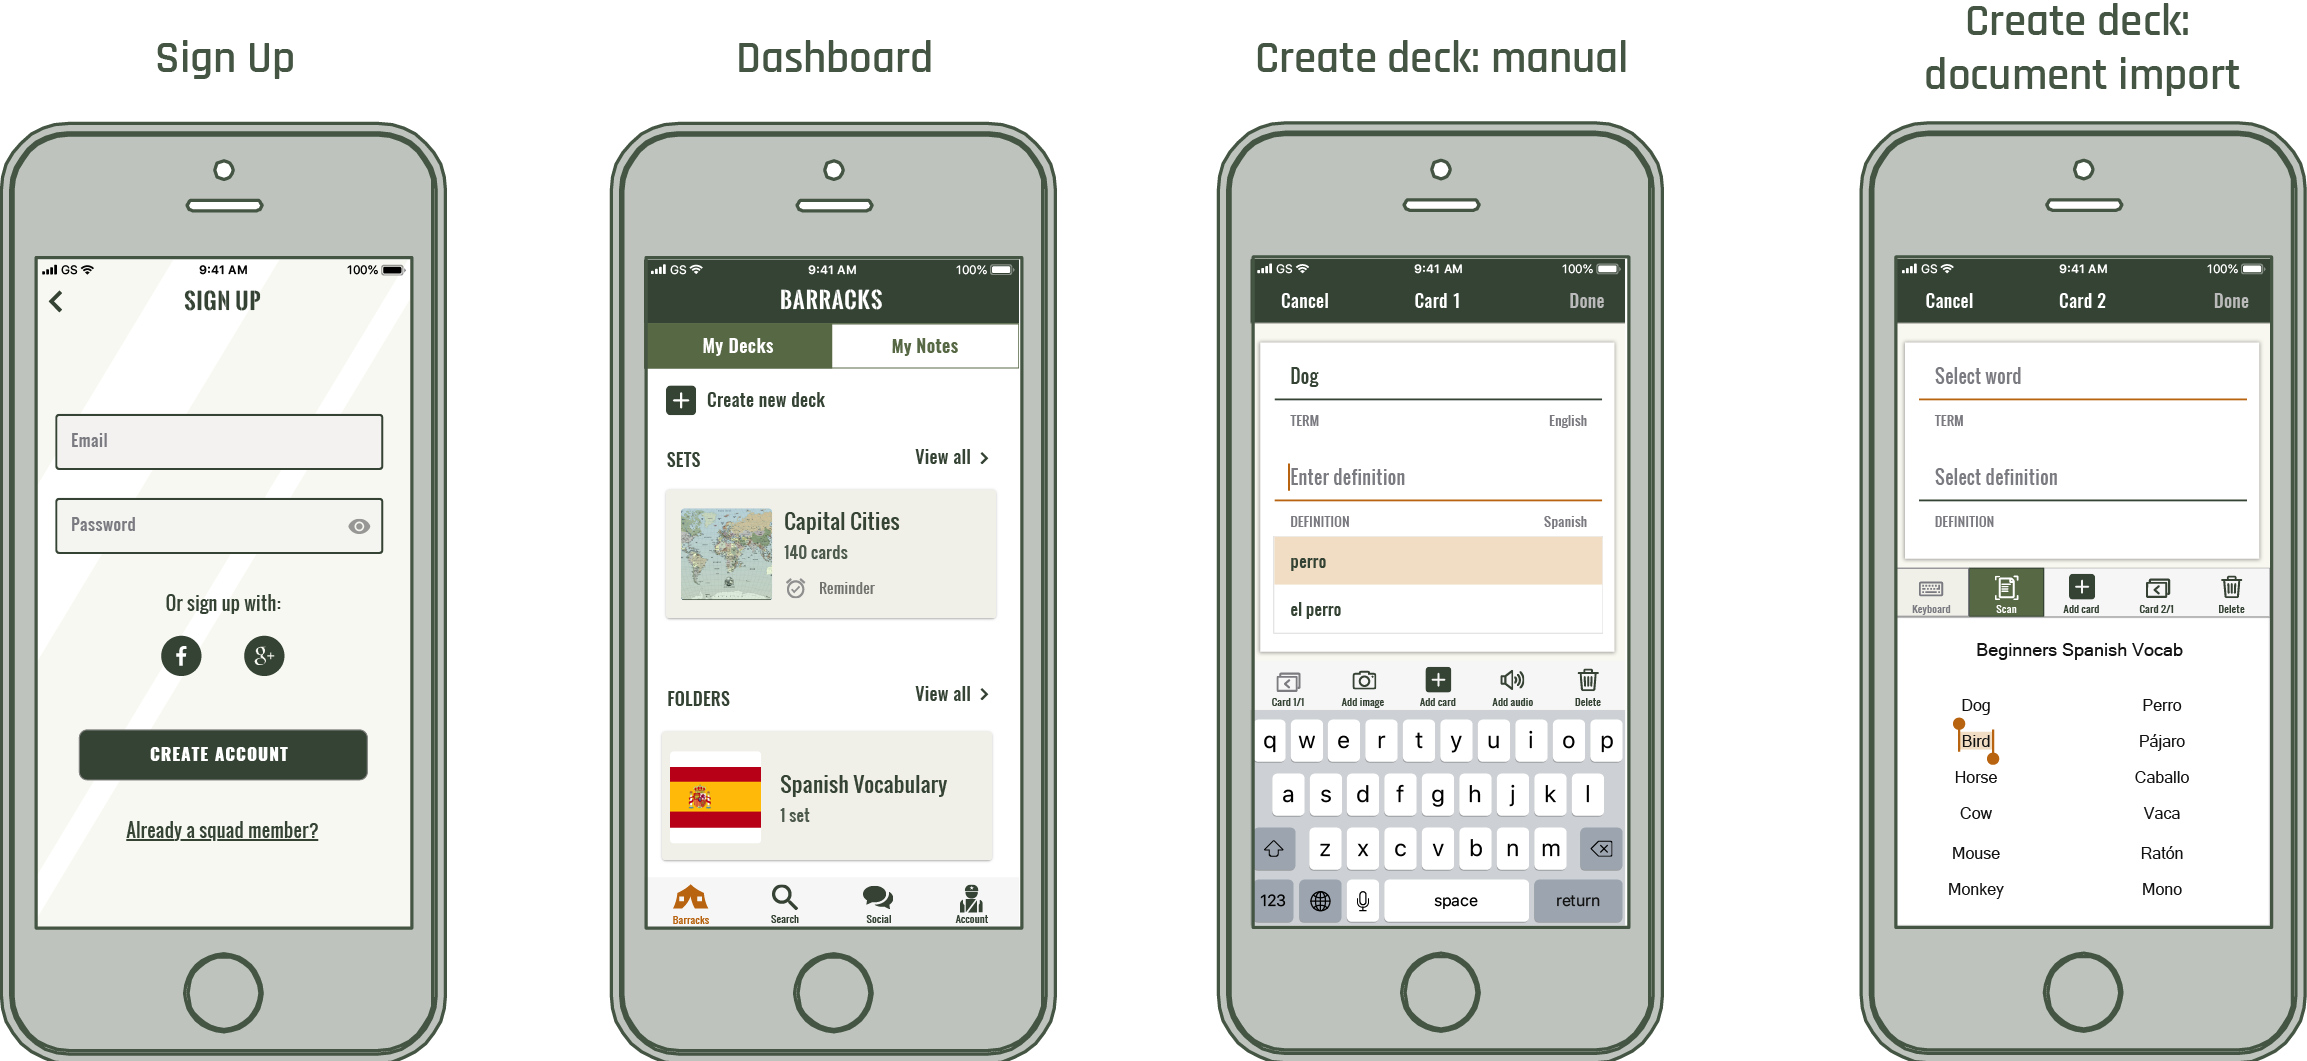 Sign Up
GS 9:41 AM 100%
SIGN UP
Email
Password
Or sign up with:
f g+
CREATE ACCOUNT
Already a squad member?
Dashboard
GS 9:41 AM 100%
BARRACKS
My Decks My Notes
Create new deck
SETS View all
Capital Cities
140 cards
Reminder
FOLDERS View all
Spanish Vocabulary
1 set
Barracks Search Social Account
Create deck: manual
GS 9:41 AM 100%
Cancel Card 1 Done
Dog
TERM English
Enter definition
DEFINITION Spanish
perro
el perro
Card 1/1 Add image Add card Add audio Delete
q w e r t y u i o p
a s d f g h j k l
z x c v b n m
123 space return
Create deck:
document import
GS 9:41 AM 100%
Cancel Card 2 Done
Select word
TERM
Select definition
DEFINITION
Keyboard Scan Add card Card 2/1 Delete
Beginners Spanish Vocab
Dog Perro
Bird Pájaro
Horse Caballo
Cow Vaca
Mouse Ratón
Monkey Mono